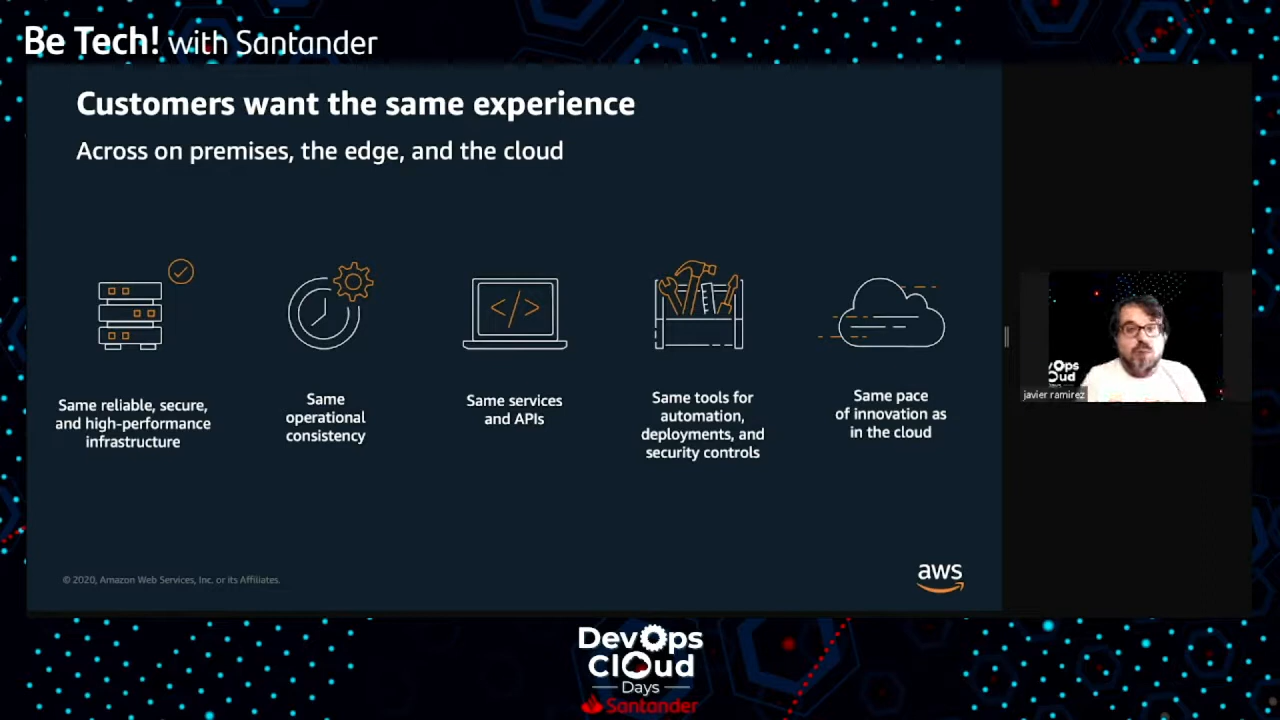 Be Tech! with Santander
Customers want the same experience
Across on premises, the edge, and the cloud
</>
Same reliable, secure,
and high-performance
infrastructure
Same
operational
consistency
Same services
and APIs
Same tools for
automation,
deployments, and
security controls
Same pace
of innovation as
in the cloud
© 2020, Amazon Web Services, Inc. or its Affiliates.
aws
javier ramirez
DevOps
Cloud
Days
Santander